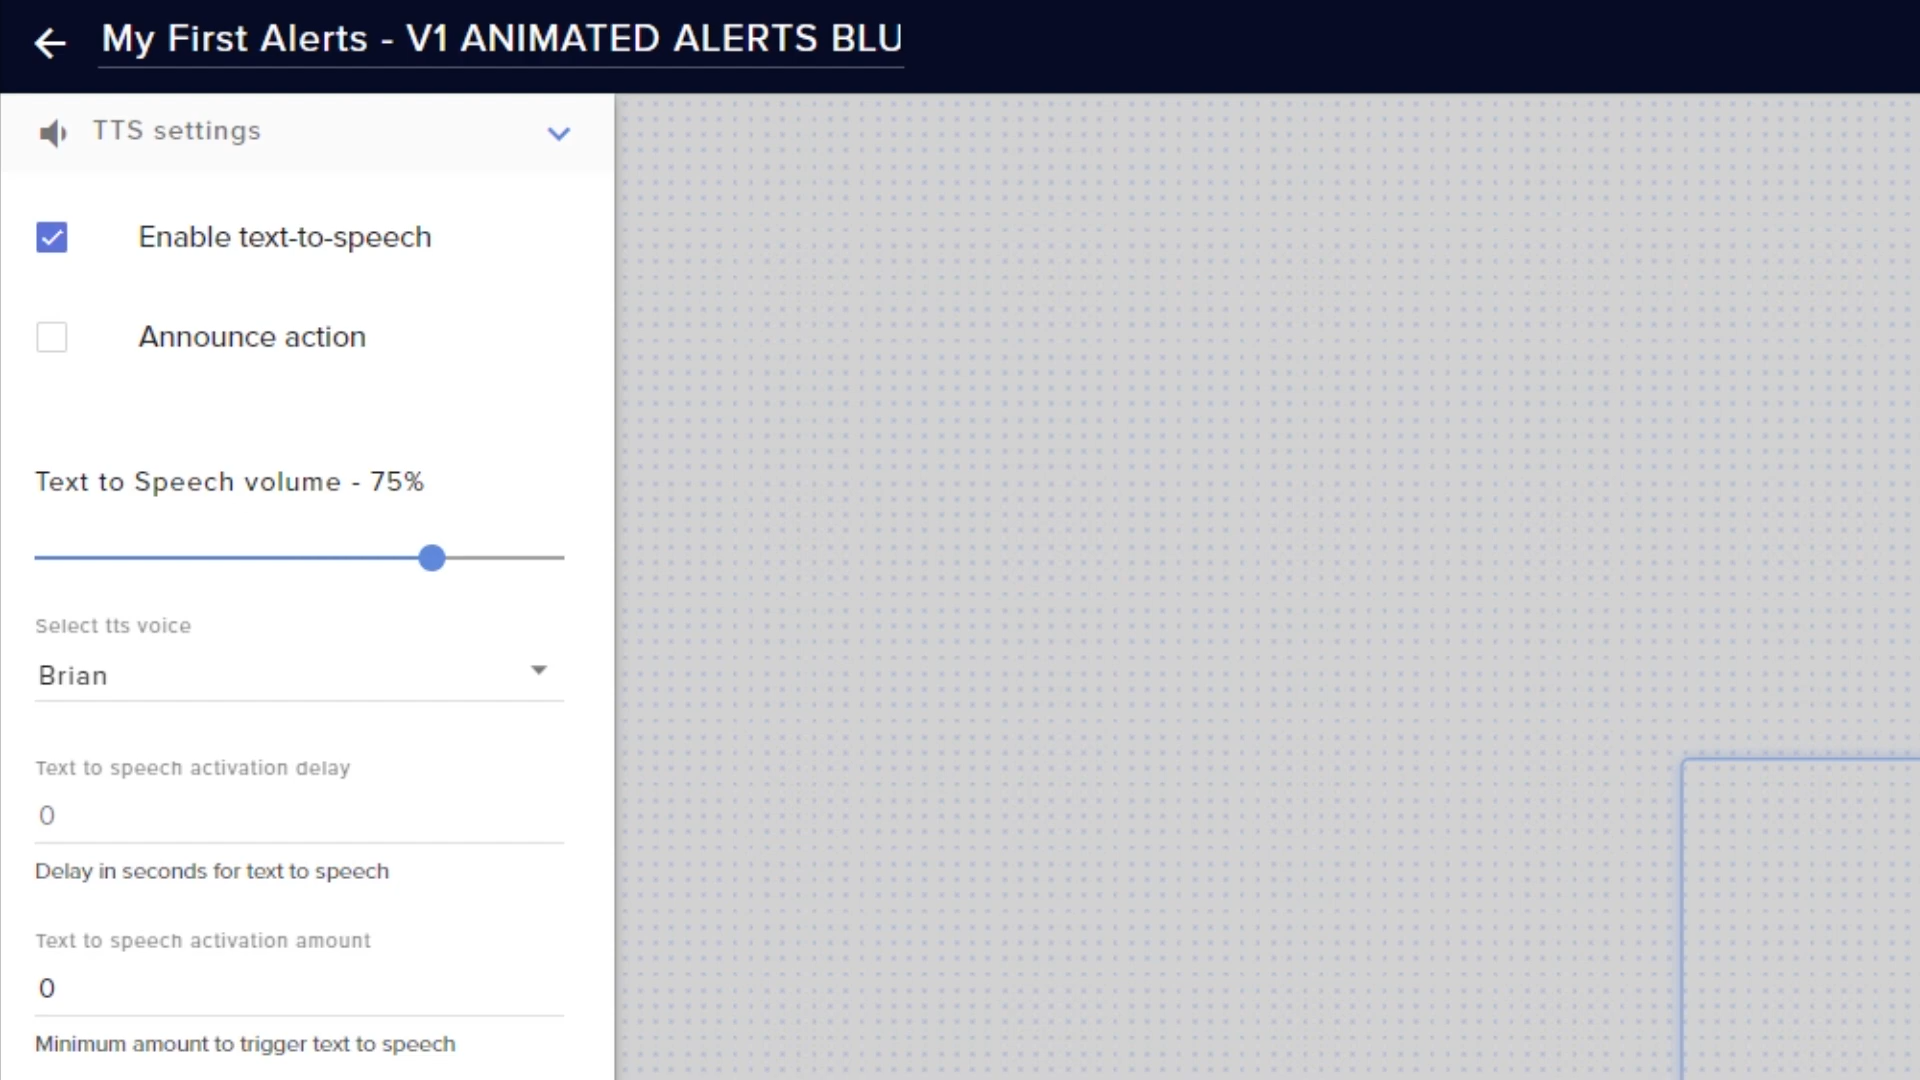 My First Alerts - V1 ANIMATED ALERTS BLU
TTS settings
Enable text-to-speech
Announce action
Text to Speech volume - 75%
Select tts voice
Brian
Text to speech activation delay
0
Delay in seconds for text to speech
Text to speech activation amount
0
Minimum amount to trigger text to speech